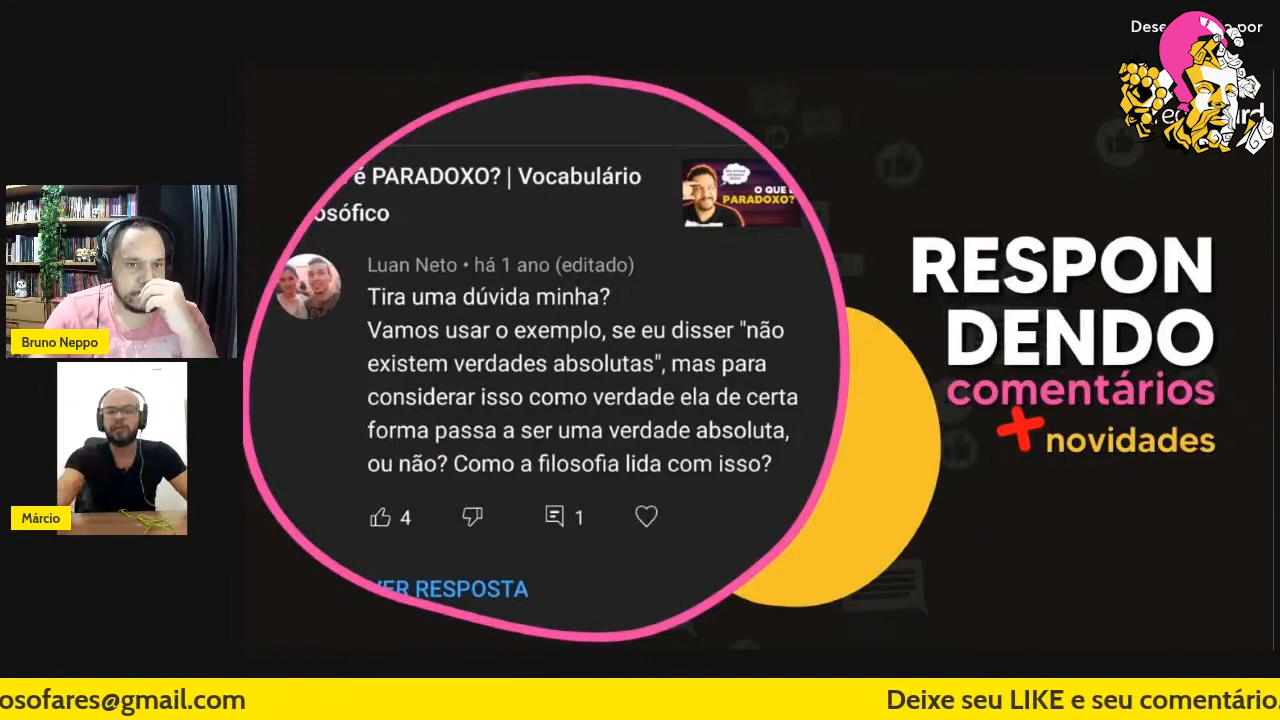 por
é PARADOXO? | Vocabulário
O QUE É
PARADOXO?
Luan Neto • há 1 ano (editado)
Tira uma dúvida minha?
Vamos usar o exemplo, se eu disser "não
existem verdades absolutas", mas para
considerar isso como verdade ela de certa
forma passa a ser uma verdade absoluta,
ou não? Como a filosofia lida com isso?
4
1
VER RESPOSTA
RESPON
DENDO
comentários
+ novidades
Bruno Neppo
Márcio
osofares@gmail.com
Deixe seu LIKE e seu comentário.